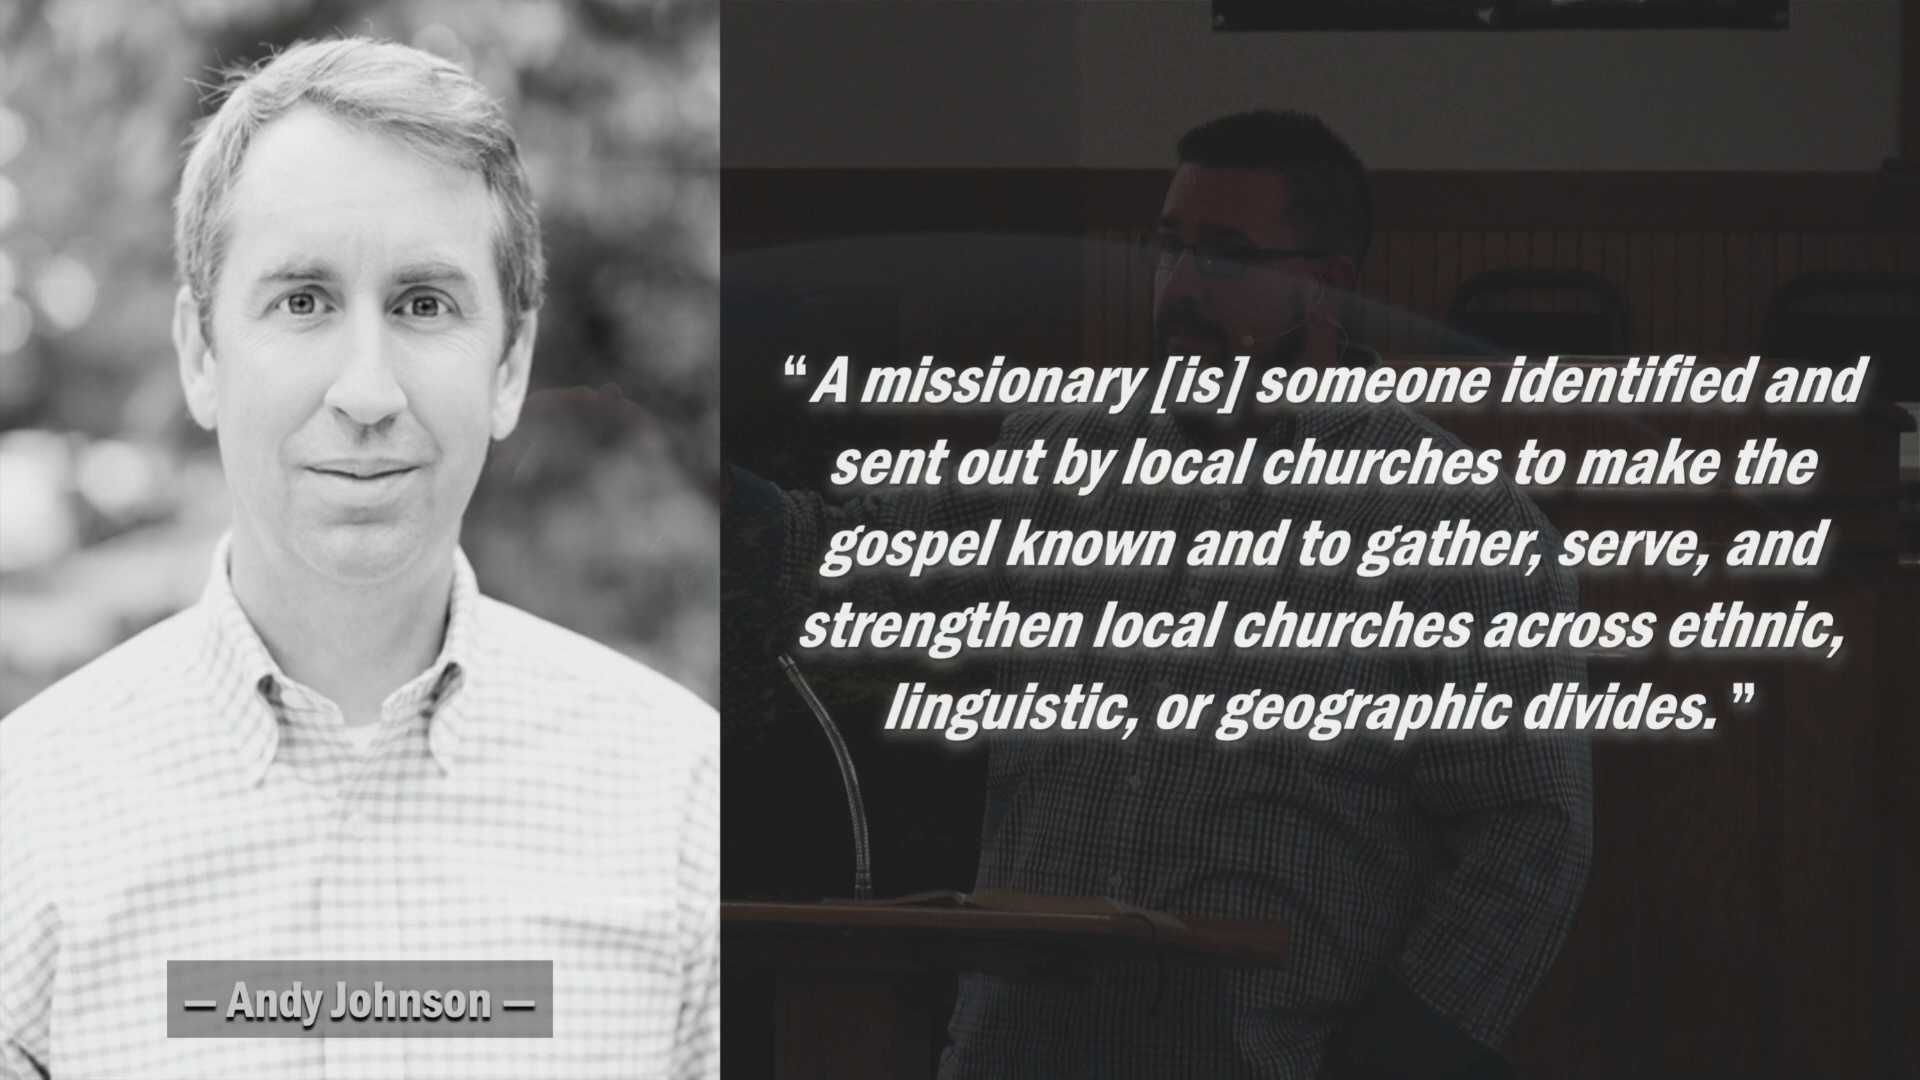 “ A missionary [is] someone identified and
sent out by local churches to make the
gospel known and to gather, serve, and
strengthen local churches across ethnic,
linguistic, or geographic divides. ”
— Andy Johnson —